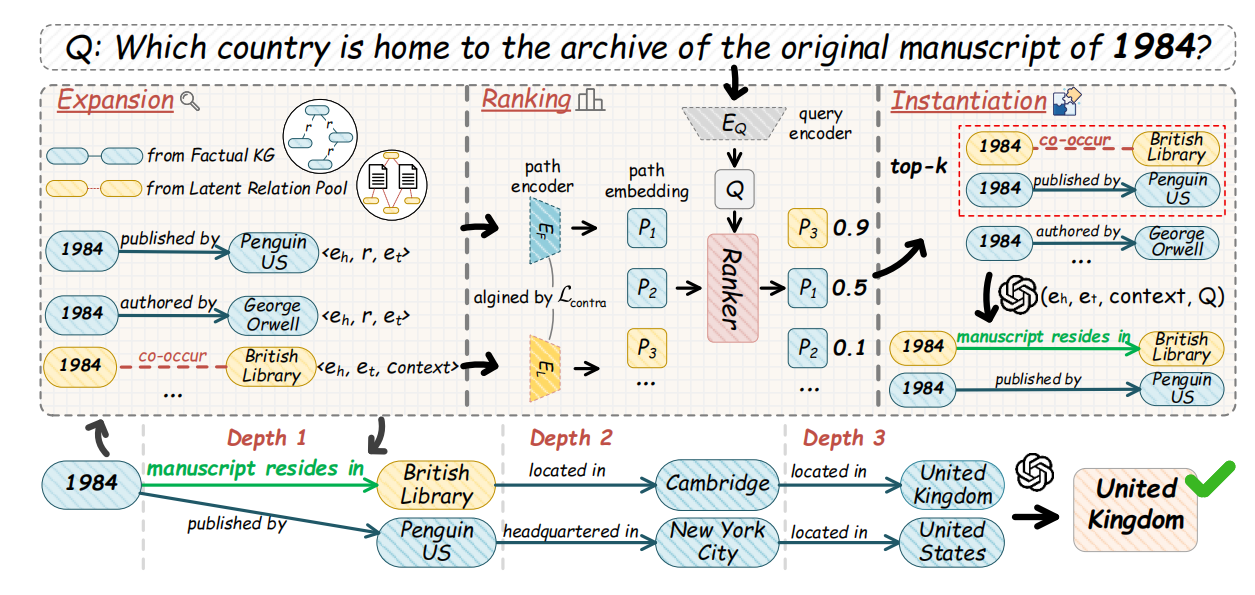 Q: Which country is home to the archive of the original manuscript of 1984?
Expansion
r
r
r
from Factual KG
from Latent Relation Pool
1984
published by
Penguin
US
<eh, r, et>
1984
authored by
George
Orwell
<eh, r, et>
1984
co-occur
British
Library
<eh, et, context>
...
Ranking
EQ
query
encoder
path
encoder
path
embedding
Q
EF
P1
P2
P3
...
algined by Lcontra
EL
Ranker
P3 0.9
P1 0.5
P2 0.1
...
Instantiation
top-k
1984
co-occur
British
Library
1984
published by
Penguin
US
1984
authored by
George
Orwell
...
(eh, et, context, Q)
1984
manuscript resides in
British
Library
1984
published by
Penguin
US
Depth 1
Depth 2
Depth 3
1984
manuscript resides in
British
Library
located in
Cambridge
located in
United
Kingdom
published by
Penguin
US
headquartered in
New York
City
located in
United
States
United
Kingdom